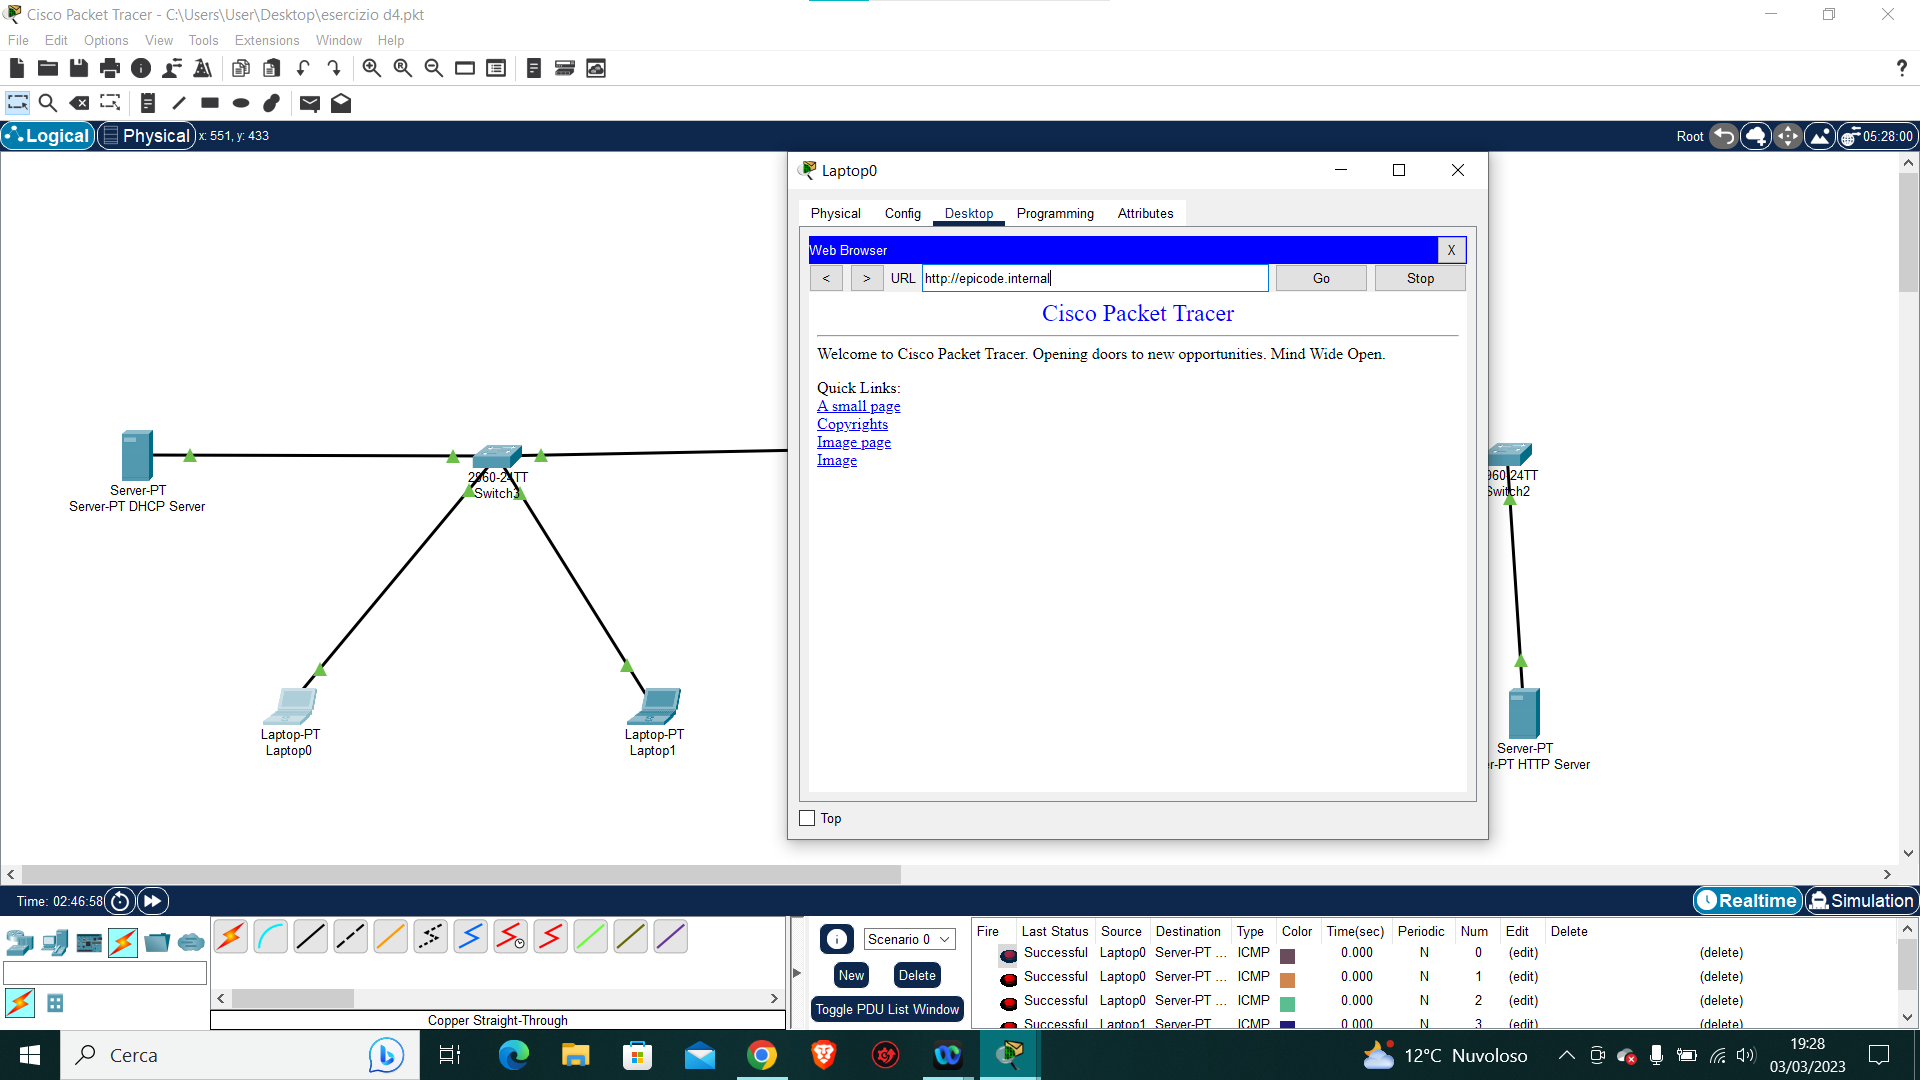 Cisco Packet Tracer - C:\Users\User\Desktop\esercizio d4.pkt
File Edit Options View Tools Extensions Window Help
?
Logical Physical x: 551, y: 433 Root 05:28:00
Laptop0
Physical Config Desktop Programming Attributes
Web Browser X
< > URL http://epicode.internal Go Stop
Cisco Packet Tracer
Welcome to Cisco Packet Tracer. Opening doors to new opportunities. Mind Wide Open.
Quick Links:
A small page
Copyrights
Image page
Image
Top
Server-PT
Server-PT DHCP Server
2960-24TT
Switch3
960-24TT
Switch2
Laptop-PT
Laptop0
Laptop-PT
Laptop1
Server-PT
er-PT HTTP Server
Time: 02:46:58 Realtime Simulation
Copper Straight-Through
Scenario 0
New Delete
Toggle PDU List Window
Fire Last Status Source Destination Type Color Time(sec) Periodic Num Edit Delete
Successful Laptop0 Server-PT ... ICMP 0.000 N 0 (edit) (delete)
Successful Laptop0 Server-PT ... ICMP 0.000 N 1 (edit) (delete)
Successful Laptop0 Server-PT ... ICMP 0.000 N 2 (edit) (delete)
Successful Laptop1 Server-PT ICMP 0.000 N 3 (edit) (delete)
Cerca 12°C Nuvoloso 19:28
03/03/2023